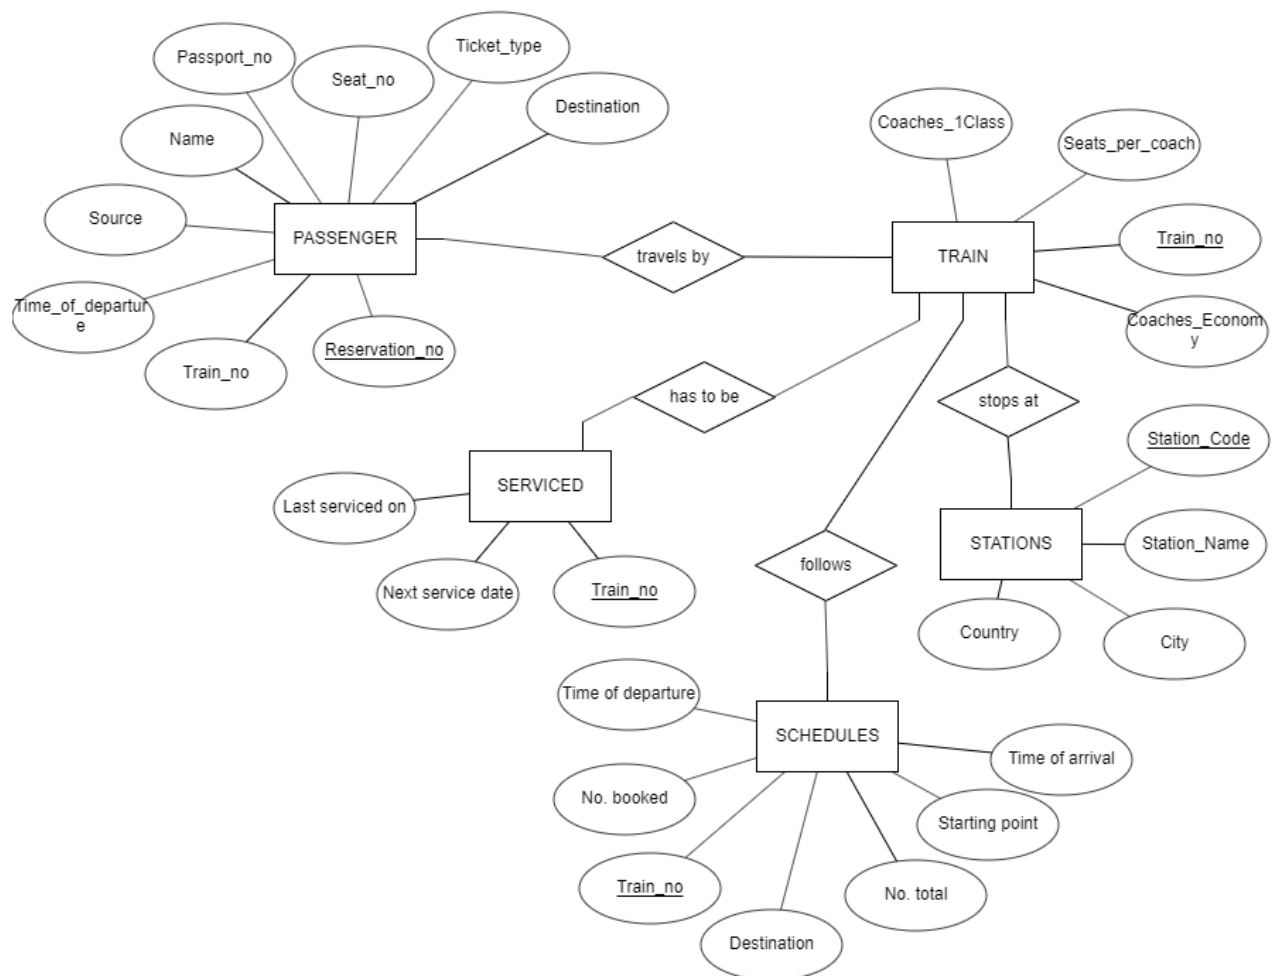 Ticket_type
Passport_no
Seat_no
Destination
Coaches_1Class
Name
Seats_per_coach
Source
PASSENGER
Train_no
travels by
TRAIN
Time_of_departur
e
Coaches_Econom
y
Reservation_no
Train_no
has to be
stops at
Station_Code
SERVICED
Last serviced on
STATIONS
Station_Name
follows
Next service date
Train_no
Country
City
Time of departure
SCHEDULES
Time of arrival
No. booked
Starting point
Train_no
No. total
Destination